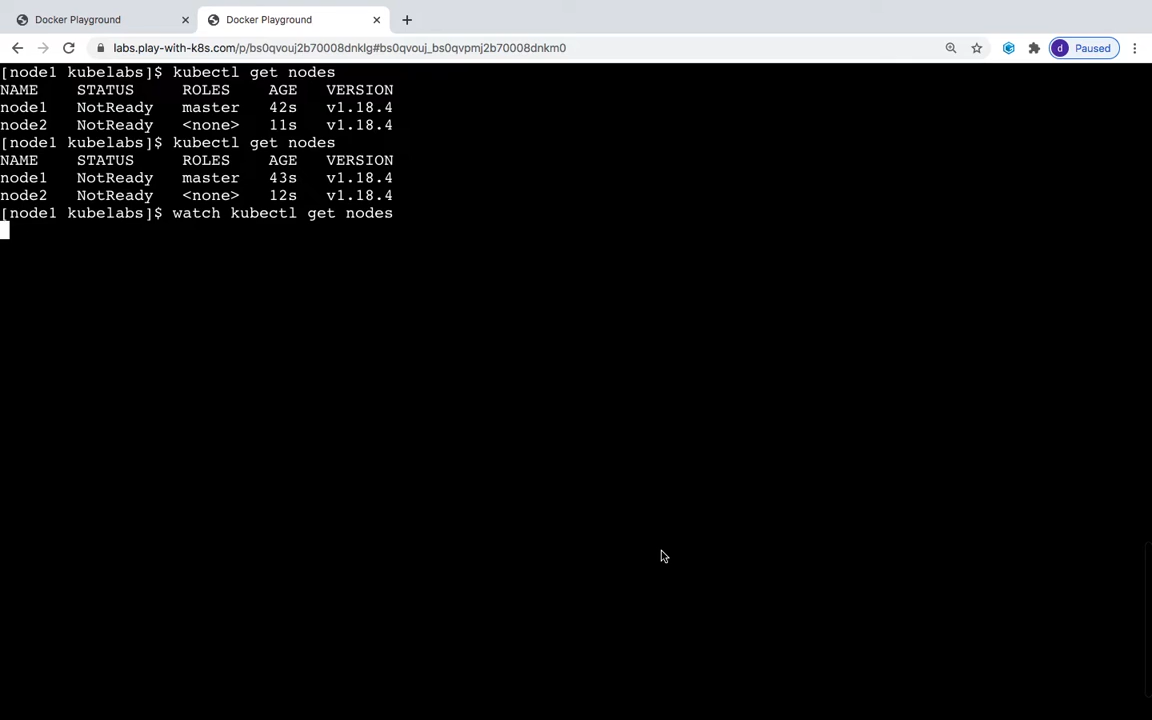 Docker Playground
Docker Playground
labs.play-with-k8s.com/p/bs0qvouj2b70008dnklg#bs0qvouj_bs0qvpmj2b70008dnkm0
d Paused
[node1 kubelabs]$ kubectl get nodes
NAME STATUS ROLES AGE VERSION
node1 NotReady master 42s v1.18.4
node2 NotReady <none> 11s v1.18.4
[node1 kubelabs]$ kubectl get nodes
NAME STATUS ROLES AGE VERSION
node1 NotReady master 43s v1.18.4
node2 NotReady <none> 12s v1.18.4
[node1 kubelabs]$ watch kubectl get nodes